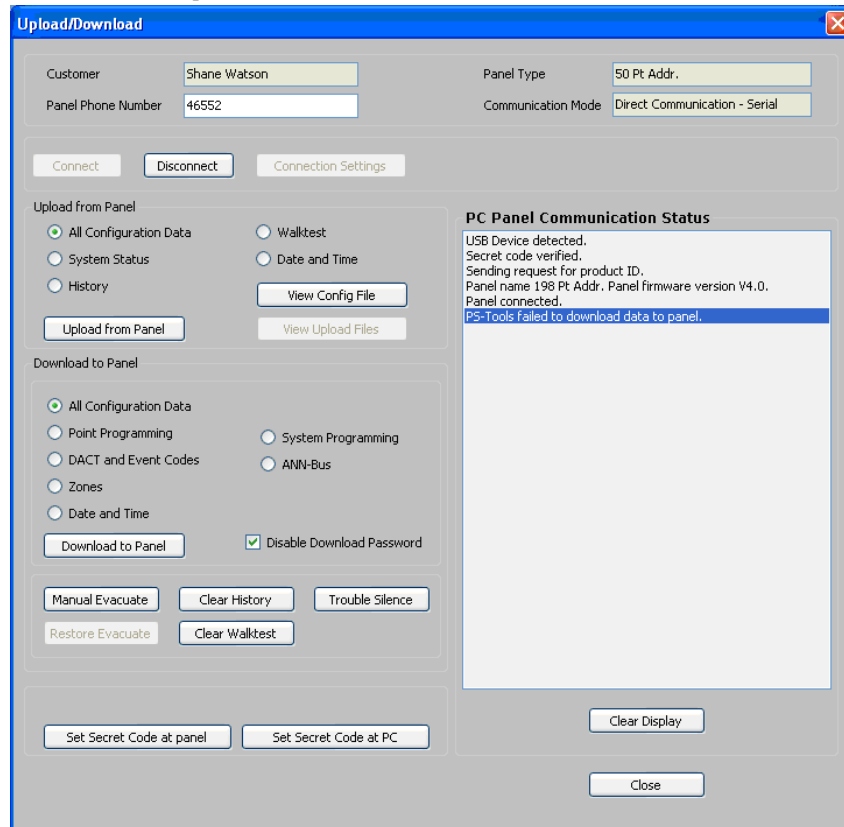 Upload/Download
Customer Shane Watson Panel Type 50 Pt Addr.
Panel Phone Number 46552 Communication Mode Direct Communication - Serial
Connect Disconnect Connection Settings
Upload from Panel
All Configuration Data Walktest
System Status Date and Time
History View Config File
Upload from Panel View Upload Files
Download to Panel
All Configuration Data
Point Programming System Programming
DACT and Event Codes ANN-Bus
Zones
Date and Time
Download to Panel Disable Download Password
Manual Evacuate Clear History Trouble Silence
Restore Evacuate Clear Walktest
Set Secret Code at panel Set Secret Code at PC
PC Panel Communication Status
USB Device detected.
Secret code verified.
Sending request for product ID.
Panel name 198 Pt Addr. Panel firmware version V4.0.
Panel connected.
PS-Tools failed to download data to panel.
Clear Display
Close